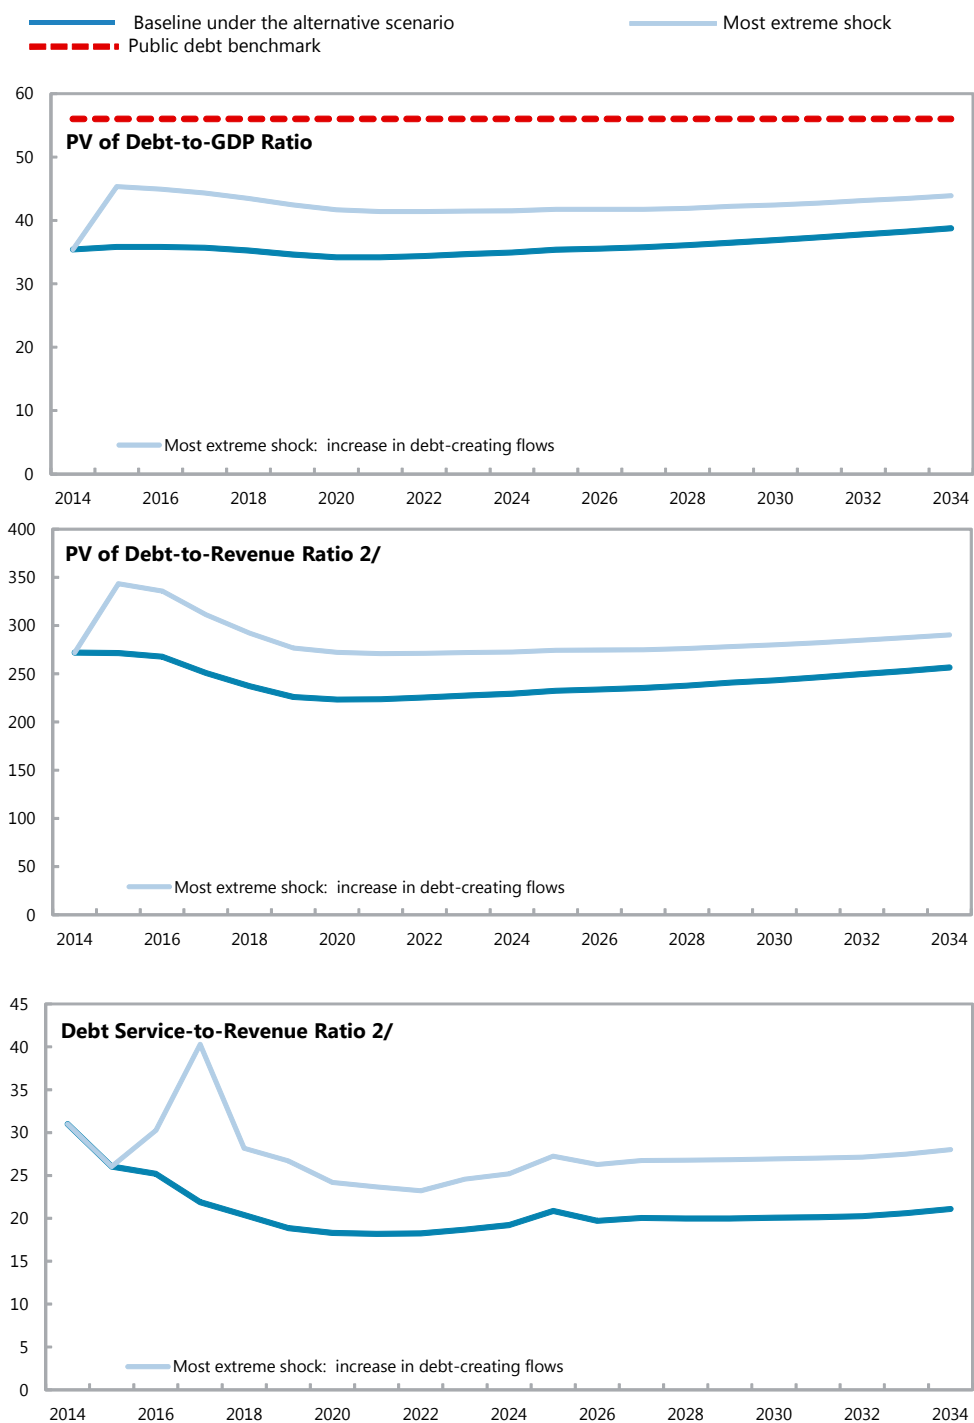 Baseline under the alternative scenario
Most extreme shock
Public debt benchmark
60
50
40
30
20
10
0
PV of Debt-to-GDP Ratio
Most extreme shock:  increase in debt-creating flows
2014 2016 2018 2020 2022 2024 2026 2028 2030 2032 2034
400
350
300
250
200
150
100
50
0
PV of Debt-to-Revenue Ratio 2/
Most extreme shock:  increase in debt-creating flows
2014 2016 2018 2020 2022 2024 2026 2028 2030 2032 2034
45
40
35
30
25
20
15
10
5
0
Debt Service-to-Revenue Ratio 2/
Most extreme shock:  increase in debt-creating flows
2014 2016 2018 2020 2022 2024 2026 2028 2030 2032 2034